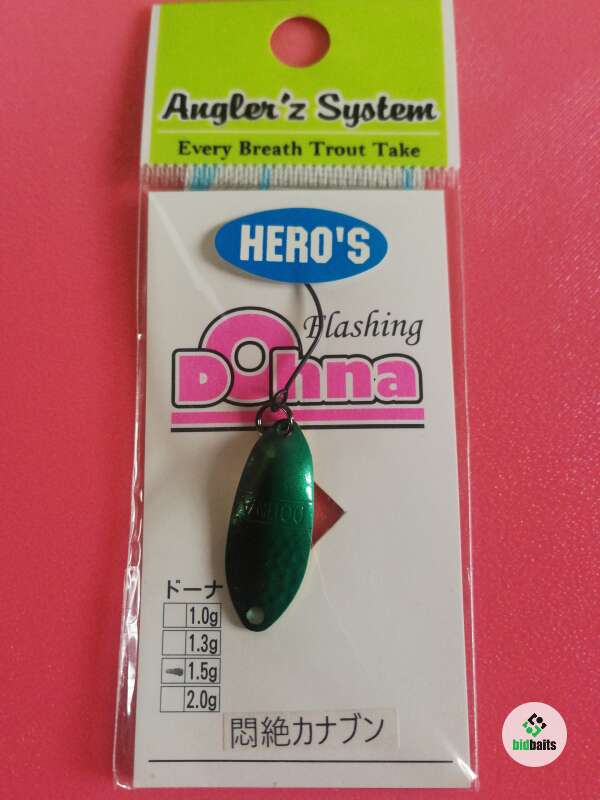 Angler'z System
Every Breath Trout Take
HERO'S
Flashing
Dohna
ドーナ
1.0g
1.3g
1.5g
2.0g
悶絶カナブン
bidbaits